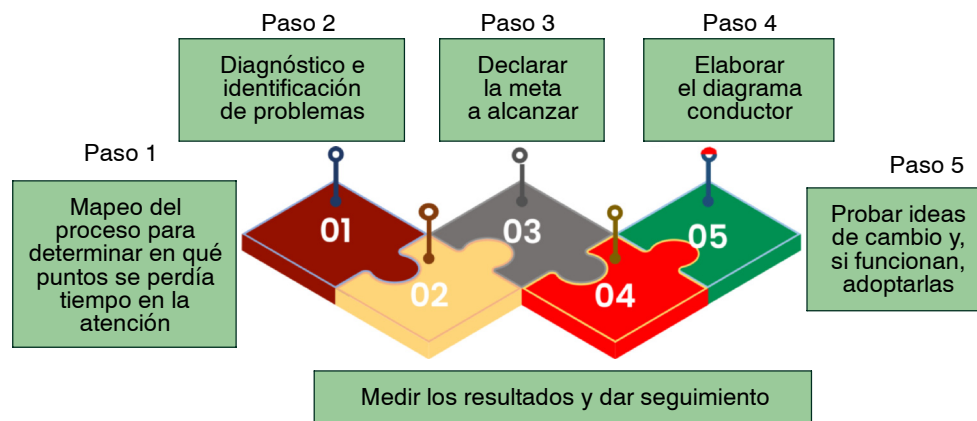 Paso 1
Mapeo del
proceso para
determinar en qué
puntos se perdía
tiempo en la
atención
Paso 2
Diagnóstico e
identificación
de problemas
Paso 3
Declarar
la meta
a alcanzar
Paso 4
Elaborar
el diagrama
conductor
Paso 5
Probar ideas
de cambio y,
si funcionan,
adoptarlas
01
02
03
04
05
Medir los resultados y dar seguimiento